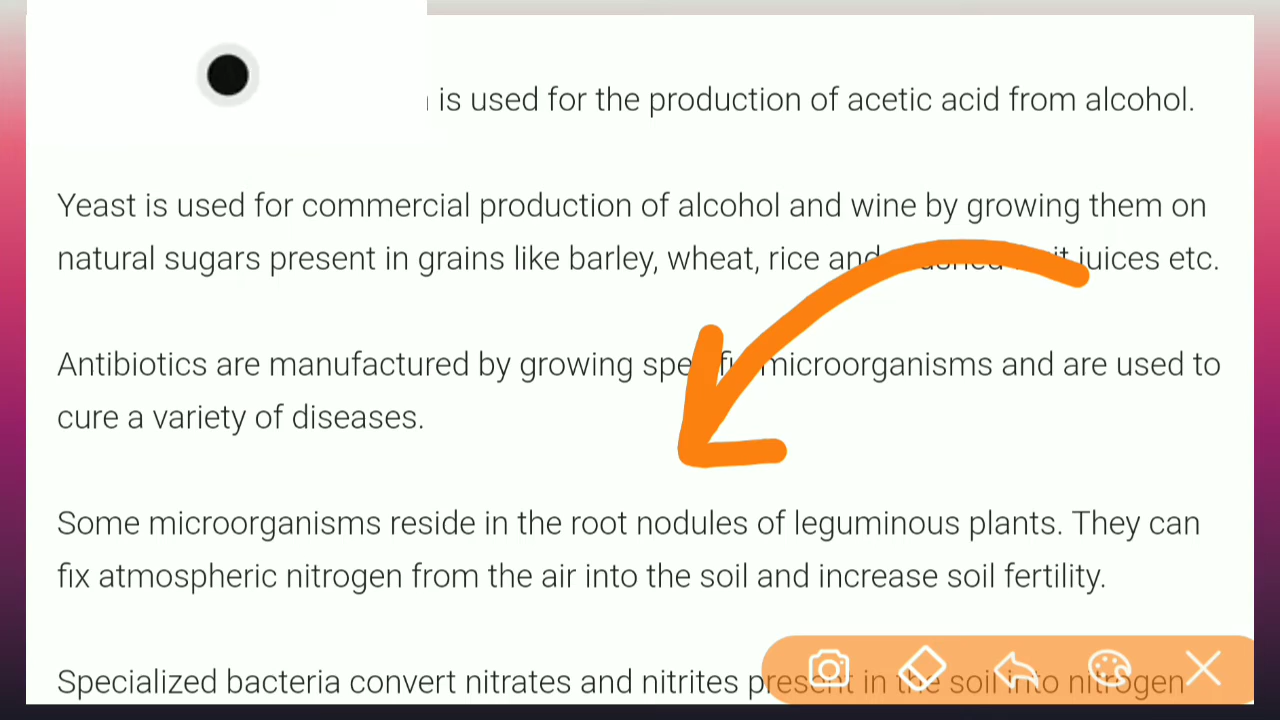 is used for the production of acetic acid from alcohol.
Yeast is used for commercial production of alcohol and wine by growing them on
natural sugars present in grains like barley, wheat, rice and juices etc.
Antibiotics are manufactured by growing specific microorganisms and are used to
cure a variety of diseases.
Some microorganisms reside in the root nodules of leguminous plants. They can
fix atmospheric nitrogen from the air into the soil and increase soil fertility.
Specialized bacteria convert nitrates and nitrites present in the soil into nitrogen